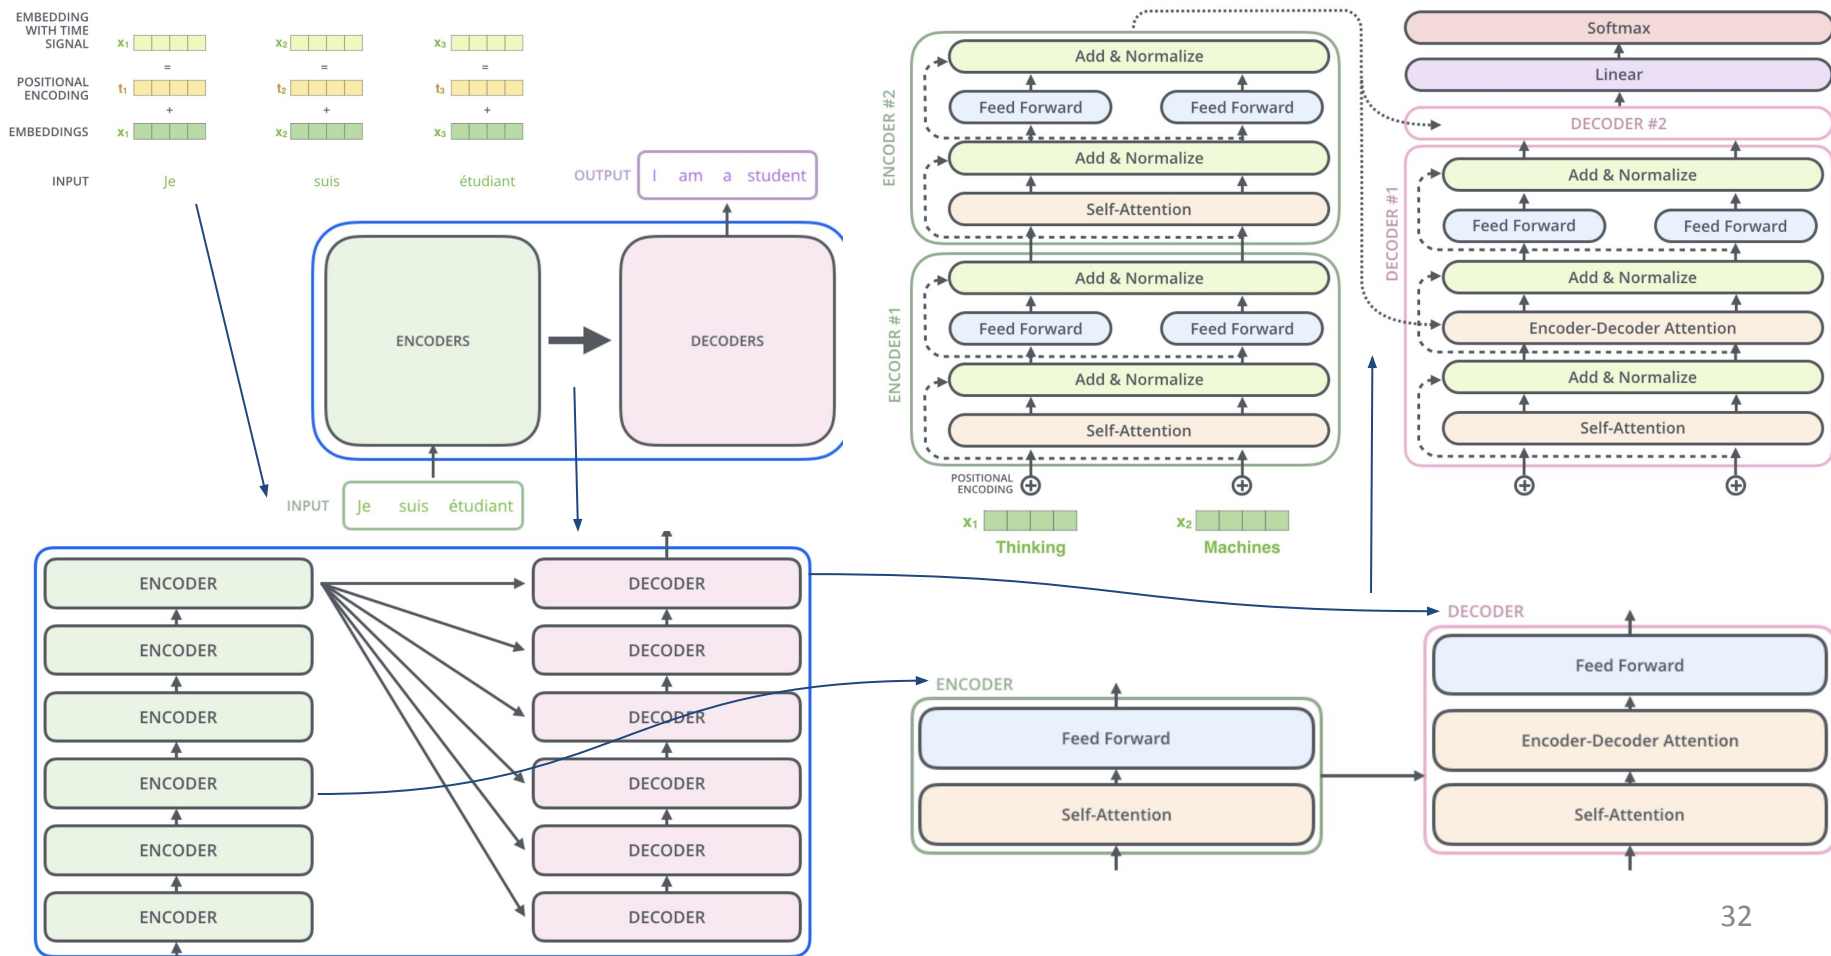 EMBEDDING
WITH TIME
SIGNAL
x₁
x₂
x₃
=
=
=
POSITIONAL
ENCODING
t₁
t₂
t₃
+
+
+
EMBEDDINGS
x₁
x₂
x₃
INPUT
Je
suis
étudiant
OUTPUT
I am a student
ENCODERS
DECODERS
INPUT
Je suis étudiant
ENCODER
ENCODER
ENCODER
ENCODER
ENCODER
ENCODER
DECODER
DECODER
DECODER
DECODER
DECODER
DECODER
ENCODER #2
Add & Normalize
Feed Forward
Feed Forward
Add & Normalize
Self-Attention
ENCODER #1
Add & Normalize
Feed Forward
Feed Forward
Add & Normalize
Self-Attention
POSITIONAL
ENCODING
x₁
x₂
Thinking
Machines
Softmax
Linear
DECODER #2
DECODER #1
Add & Normalize
Feed Forward
Feed Forward
Add & Normalize
Encoder-Decoder Attention
Add & Normalize
Self-Attention
ENCODER
Feed Forward
Self-Attention
DECODER
Feed Forward
Encoder-Decoder Attention
Self-Attention
32